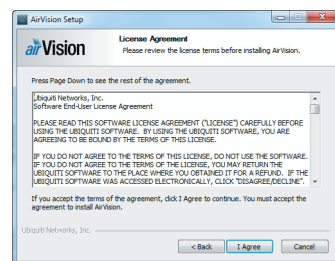 AirVision Setup
License Agreement
Please review the license terms before installing AirVision.
airVision
Press Page Down to see the rest of the agreement.
Ubiquiti Networks, Inc.
Software End-User License Agreement
PLEASE READ THIS SOFTWARE LICENSE AGREEMENT ("LICENSE") CAREFULLY BEFORE
USING THE UBIQUITI SOFTWARE. BY USING THE UBIQUITI SOFTWARE, YOU ARE
AGREEING TO BE BOUND BY THE TERMS OF THIS LICENSE.
IF YOU DO NOT AGREE TO THE TERMS OF THIS LICENSE, DO NOT USE THE SOFTWARE.
IF YOU DO NOT AGREE TO THE TERMS OF THE LICENSE, YOU MAY RETURN THE
UBIQUITI SOFTWARE TO THE PLACE WHERE YOU OBTAINED IT FOR A REFUND. IF THE
UBIQUITI SOFTWARE WAS ACCESSED ELECTRONICALLY, CLICK "DISAGREE/DECLINE".
If you accept the terms of the agreement, click I Agree to continue. You must accept the
agreement to install AirVision.
Ubiquiti Networks, Inc.
< Back I Agree Cancel